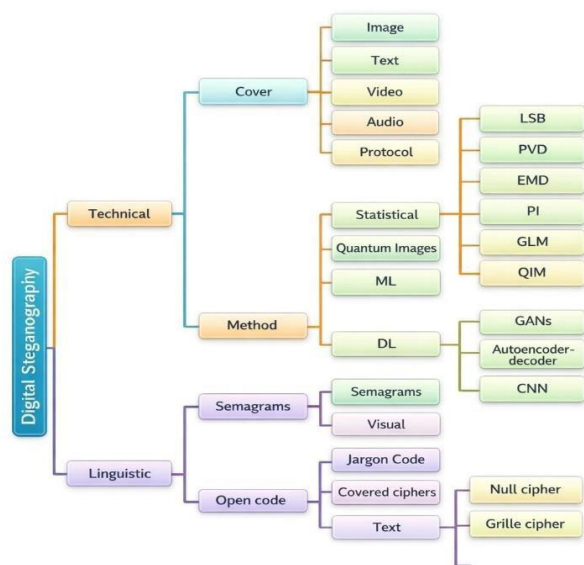 Digital Steganography
Technical
Cover
Image
Text
Video
Audio
Protocol
Method
Statistical
LSB
PVD
EMD
PI
GLM
QIM
Quantum Images
ML
DL
GANs
Autoencoder-
decoder
CNN
Linguistic
Semagrams
Semagrams
Visual
Open code
Jargon Code
Covered ciphers
Text
Null cipher
Grille cipher